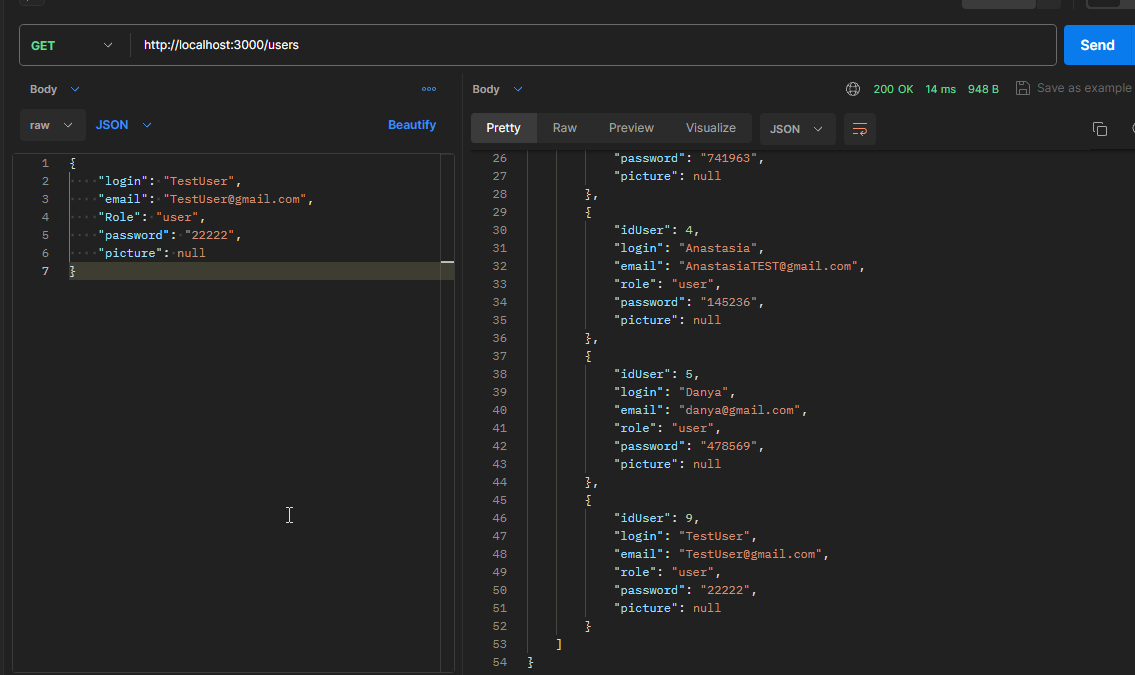 GET http://localhost:3000/users Send
Body
raw JSON Beautify
1 {
2 "login": "TestUser",
3 "email": "TestUser@gmail.com",
4 "Role": "user",
5 "password": "22222",
6 "picture": null
7 }
Body 200 OK 14 ms 948 B Save as example
Pretty Raw Preview Visualize JSON
26 "password": "741963",
27 "picture": null
28 },
29 {
30 "idUser": 4,
31 "login": "Anastasia",
32 "email": "AnastasiaTEST@gmail.com",
33 "role": "user",
34 "password": "145236",
35 "picture": null
36 },
37 {
38 "idUser": 5,
39 "login": "Danya",
40 "email": "danya@gmail.com",
41 "role": "user",
42 "password": "478569",
43 "picture": null
44 },
45 {
46 "idUser": 9,
47 "login": "TestUser",
48 "email": "TestUser@gmail.com",
49 "role": "user",
50 "password": "22222",
51 "picture": null
52 }
53 ]
54 }